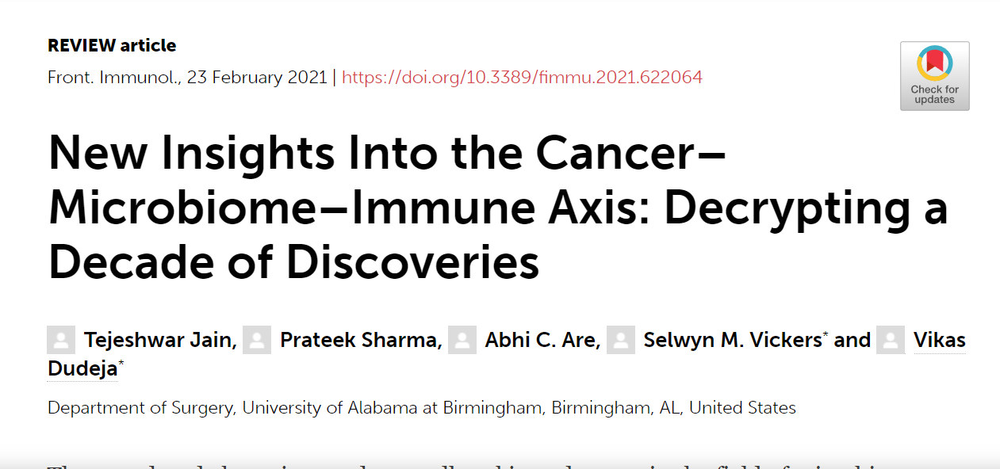 REVIEW article
Front. Immunol., 23 February 2021 | https://doi.org/10.3389/fimmu.2021.622064
Check for
updates
New Insights Into the Cancer–
Microbiome–Immune Axis: Decrypting a
Decade of Discoveries
Tejeshwar Jain, Prateek Sharma, Abhi C. Are, Selwyn M. Vickers* and Vikas
Dudeja*
Department of Surgery, University of Alabama at Birmingham, Birmingham, AL, United States